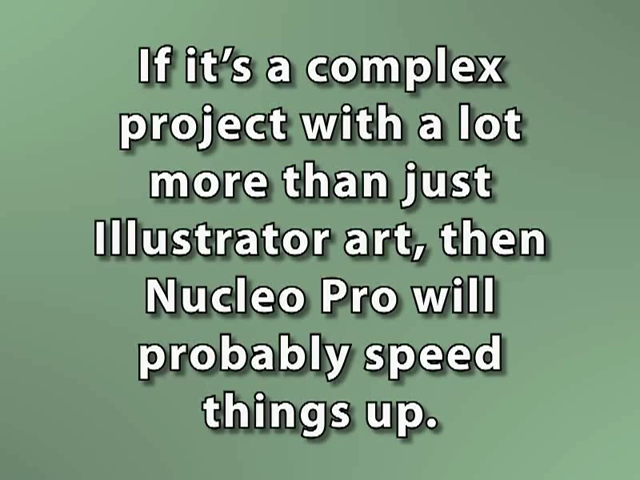 If it’s a complex
project with a lot
more than just
Illustrator art, then
Nucleo Pro will
probably speed
things up.